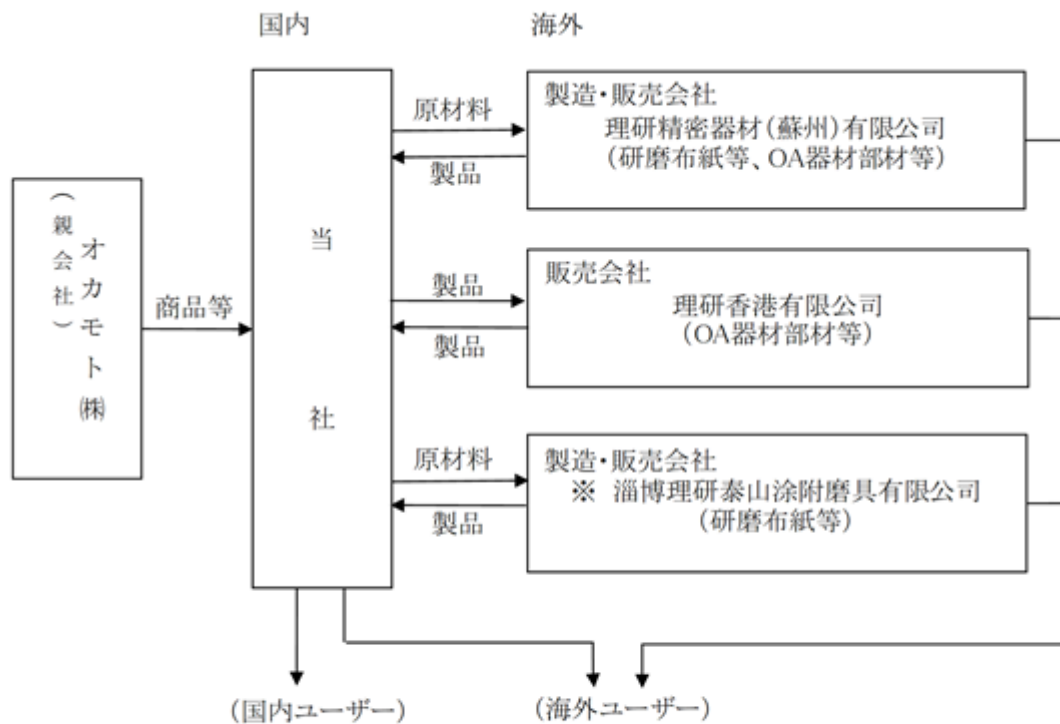 国内
海外
（親会社）
オカモト㈱
商品等
当社
原材料
製品
製造・販売会社
理研精密器材（蘇州）有限公司
（研磨布紙等、OA器材部材等）
製品
製品
販売会社
理研香港有限公司
（OA器材部材等）
原材料
製品
製造・販売会社
※ 淄博理研泰山涂附磨具有限公司
（研磨布紙等）
（国内ユーザー）
（海外ユーザー）